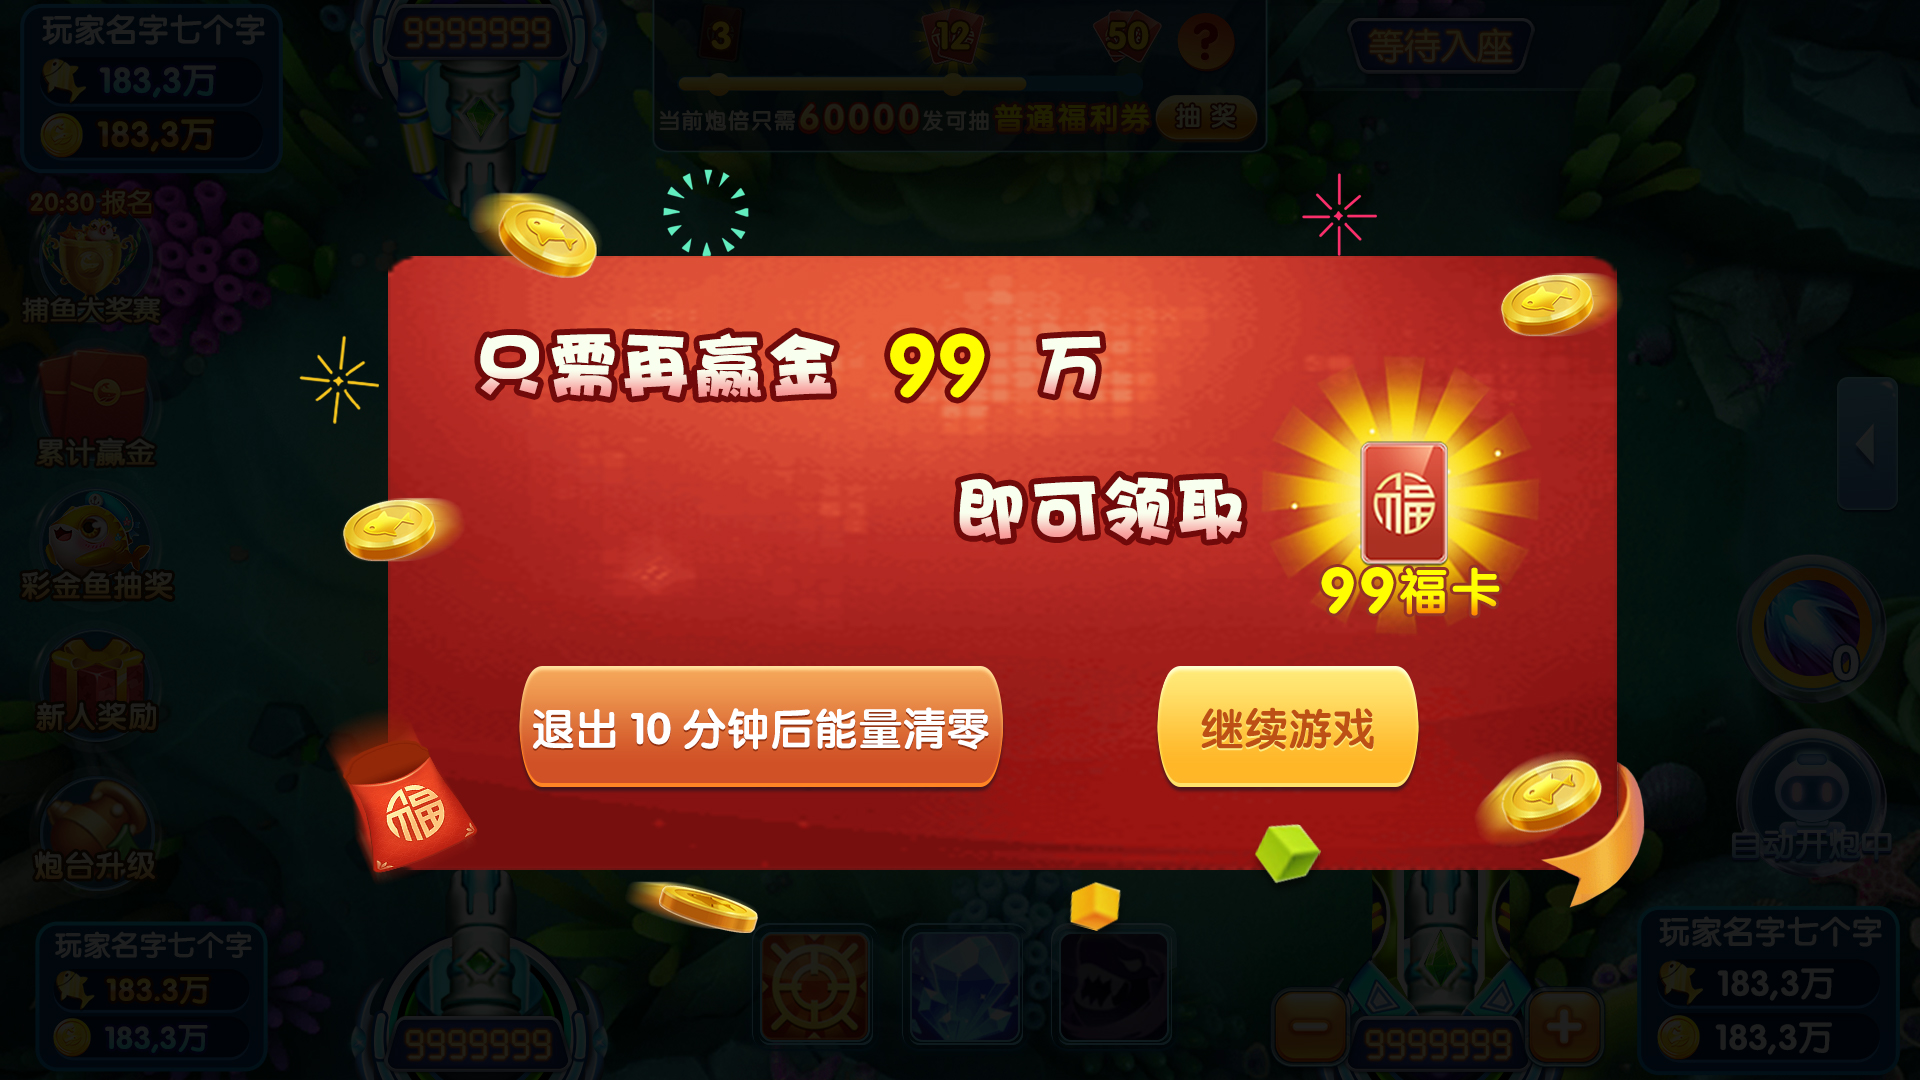 玩家名字七个字
183,3万
183,3万
9999999
3
12
50
?
当前炮倍只需60000发可抽普通福利券
抽奖
等待入座
20:30 报名
捕鱼大奖赛
累计赢金
彩金鱼抽奖
新人奖励
炮台升级
只需再赢金 99 万
即可领取
福
99福卡
退出 10 分钟后能量清零
继续游戏
福
0
自动开炮中
玩家名字七个字
183.3万
183,3万
9999999
9999999
玩家名字七个字
183,3万
183,3万